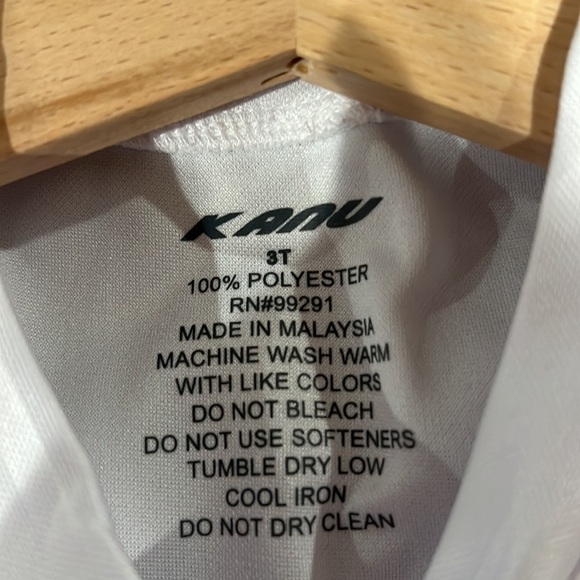 KANU
3T
100% POLYESTER
RN#99291
MADE IN MALAYSIA
MACHINE WASH WARM
WITH LIKE COLORS
DO NOT BLEACH
DO NOT USE SOFTENERS
TUMBLE DRY LOW
COOL IRON
DO NOT DRY CLEAN